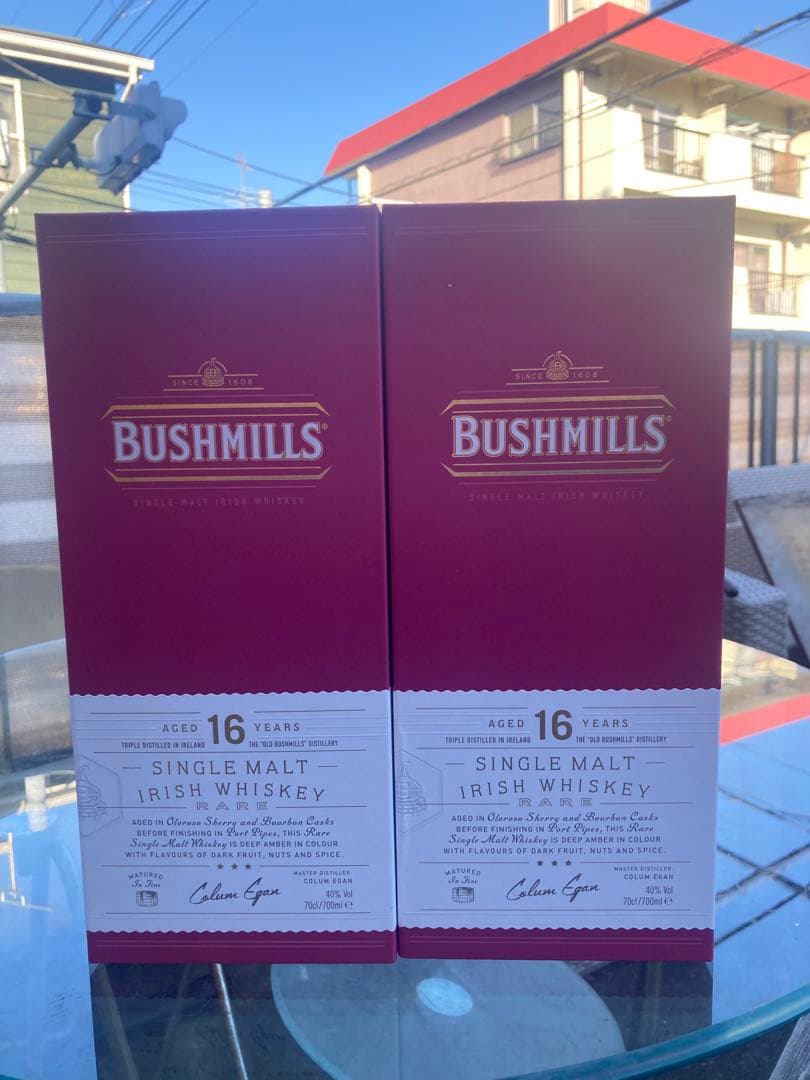 SINCE 1608
BUSHMILLS®
SINGLE MALT IRISH WHISKEY
AGED 16 YEARS
TRIPLE DISTILLED IN IRELAND THE "OLD BUSHMILLS" DISTILLERY
SINGLE MALT
IRISH WHISKEY
RARE
AGED IN Oloroso Sherry and Bourbon Casks
BEFORE FINISHING IN Port Pipes, THIS Rare
Single Malt Whiskey IS DEEP AMBER IN COLOUR
WITH FLAVOURS OF DARK FRUIT, NUTS AND SPICE.
MATURED
In Five
Colum Egan
MASTER DISTILLER:
COLUM EGAN
40% Vol
70cl/700ml ℮
SINCE 1608
BUSHMILLS®
SINGLE MALT IRISH WHISKEY
AGED 16 YEARS
TRIPLE DISTILLED IN IRELAND THE "OLD BUSHMILLS" DISTILLERY
SINGLE MALT
IRISH WHISKEY
RARE
AGED IN Oloroso Sherry and Bourbon Casks
BEFORE FINISHING IN Port Pipes, THIS Rare
Single Malt Whiskey IS DEEP AMBER IN COLOUR
WITH FLAVOURS OF DARK FRUIT, NUTS AND SPICE.
MATURED
In Five
Colum Egan
MASTER DISTILLER:
COLUM EGAN
40% Vol
70cl/700ml ℮